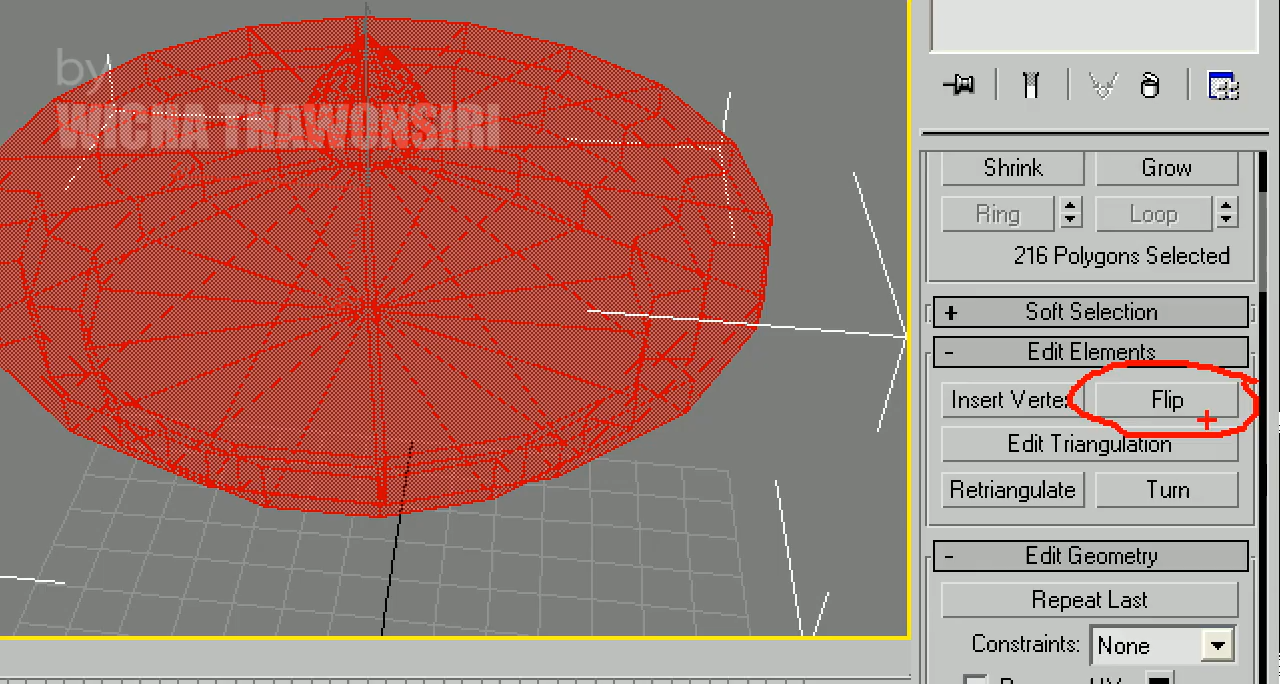 by
WICHA THAWONSIRI
Shrink Grow
Ring Loop
216 Polygons Selected
+ Soft Selection
- Edit Elements
Insert Verte Flip
Edit Triangulation
Retriangulate Turn
- Edit Geometry
Repeat Last
Constraints: None